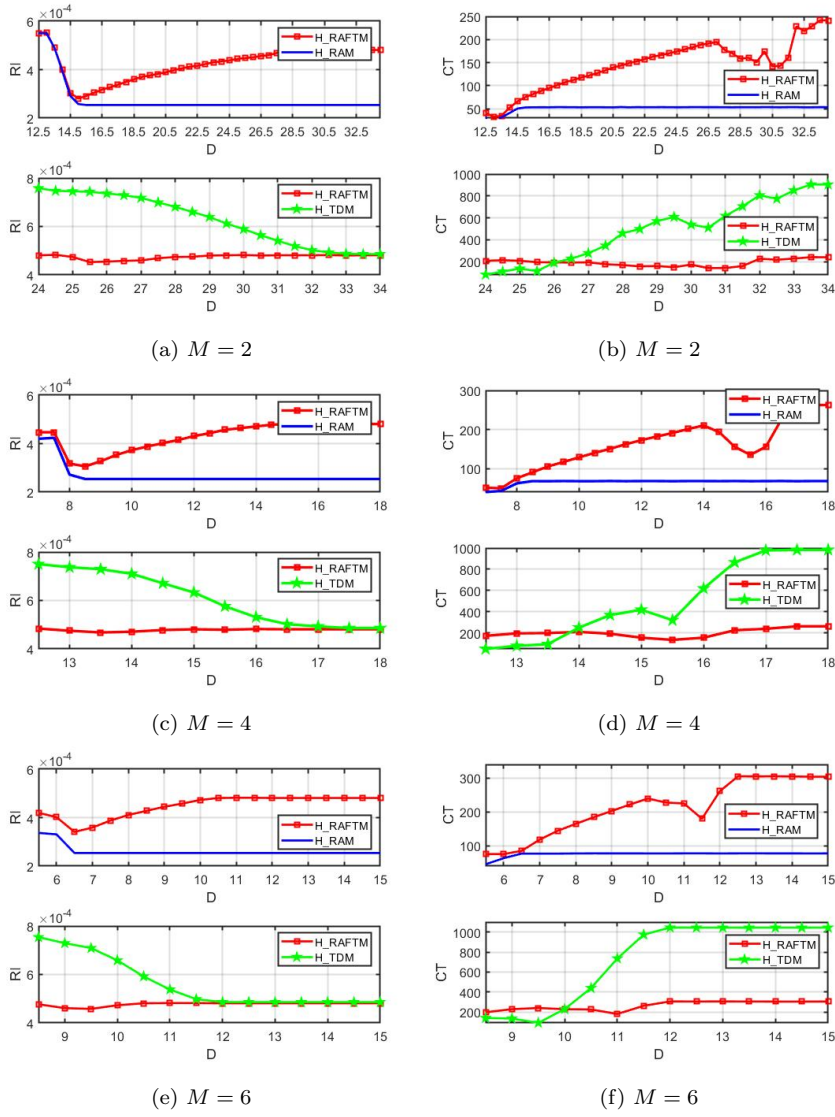 ×10⁻⁴
6
4
2
RI
12.5 14.5 16.5 18.5 20.5 22.5 24.5 26.5 28.5 30.5 32.5
D
H_RAFTM
H_RAM
250
200
150
100
50
CT
12.5 14.5 16.5 18.5 20.5 22.5 24.5 26.5 28.5 30.5 32.5
D
H_RAFTM
H_RAM
×10⁻⁴
8
6
4
RI
24 25 26 27 28 29 30 31 32 33 34
D
H_RAFTM
H_TDM
1000
800
600
400
200
CT
24 25 26 27 28 29 30 31 32 33 34
D
H_RAFTM
H_TDM
(a) M = 2
(b) M = 2
×10⁻⁴
6
4
2
RI
8 10 12 14 16 18
D
H_RAFTM
H_RAM
300
200
100
CT
8 10 12 14 16 18
D
H_RAFTM
H_RAM
×10⁻⁴
8
6
4
RI
13 14 15 16 17 18
D
H_RAFTM
H_TDM
1000
800
600
400
200
CT
13 14 15 16 17 18
D
H_RAFTM
H_TDM
(c) M = 4
(d) M = 4
×10⁻⁴
6
4
2
RI
6 7 8 9 10 11 12 13 14 15
D
H_RAFTM
H_RAM
300
200
100
CT
6 7 8 9 10 11 12 13 14 15
D
H_RAFTM
H_RAM
×10⁻⁴
8
6
4
RI
9 10 11 12 13 14 15
D
H_RAFTM
H_TDM
1000
800
600
400
200
CT
9 10 11 12 13 14 15
D
H_RAFTM
H_TDM
(e) M = 6
(f) M = 6